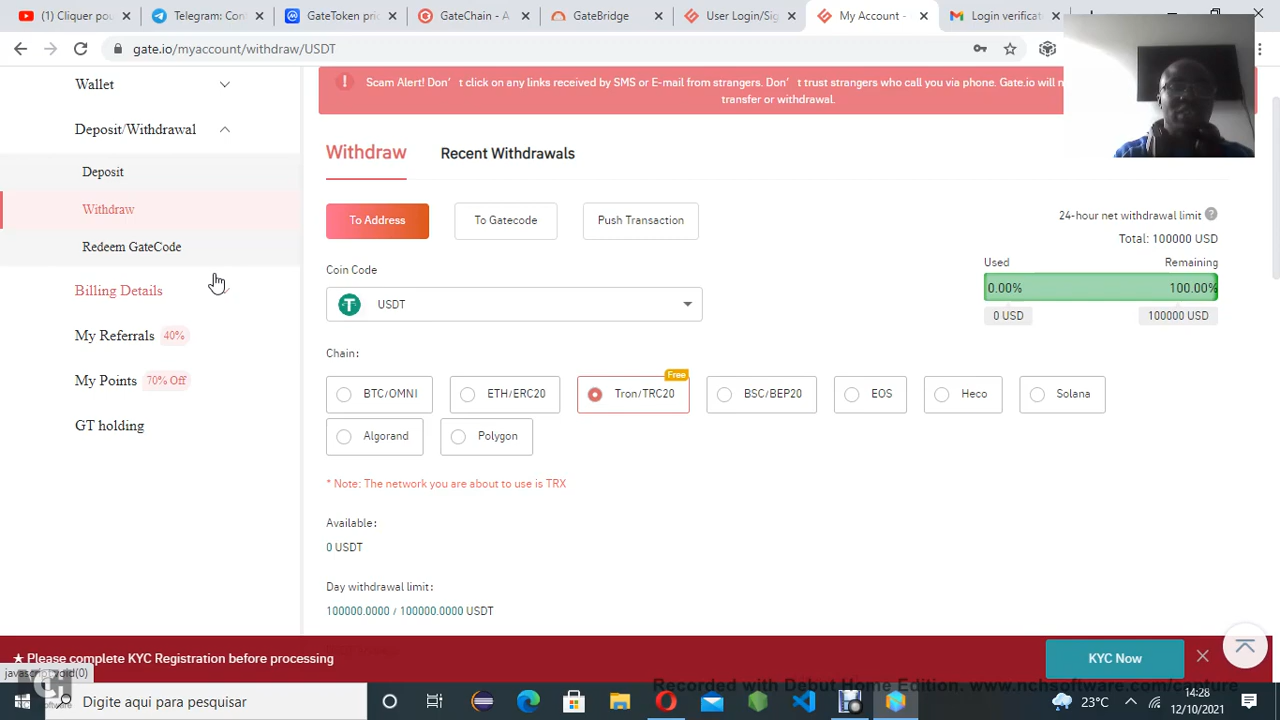 (1) Cliquer pou
Telegram: Con
GateToken pri
GateChain - A
GateBridge
User Login/Sig
My Account -
Login verificat
gate.io/myaccount/withdraw/USDT
Wallet
Deposit/Withdrawal
Deposit
Withdraw
Redeem GateCode
Billing Details
My Referrals 40%
My Points 70% Off
GT holding
Scam Alert! Don't click on any links received by SMS or E-mail from strangers. Don't trust strangers who call you via phone. Gate.io will n
transfer or withdrawal.
Withdraw Recent Withdrawals
To Address To Gatecode Push Transaction
24-hour net withdrawal limit ?
Total: 100000 USD
Used Remaining
0.00% 100.00%
0 USD 100000 USD
Coin Code
USDT
Chain:
Free
BTC/OMNI ETH/ERC20 Tron/TRC20 BSC/BEP20 EOS Heco Solana
Algorand Polygon
* Note: The network you are about to use is TRX
Available:
0 USDT
Day withdrawal limit:
100000.0000 / 100000.0000 USDT
★ Please complete KYC Registration before processing
KYC Now
javascript:void(0)
Recorded with Debut Home Edition. www.nchsoftware.com/capture
Digite aqui para pesquisar
23°C
14:28
12/10/2021